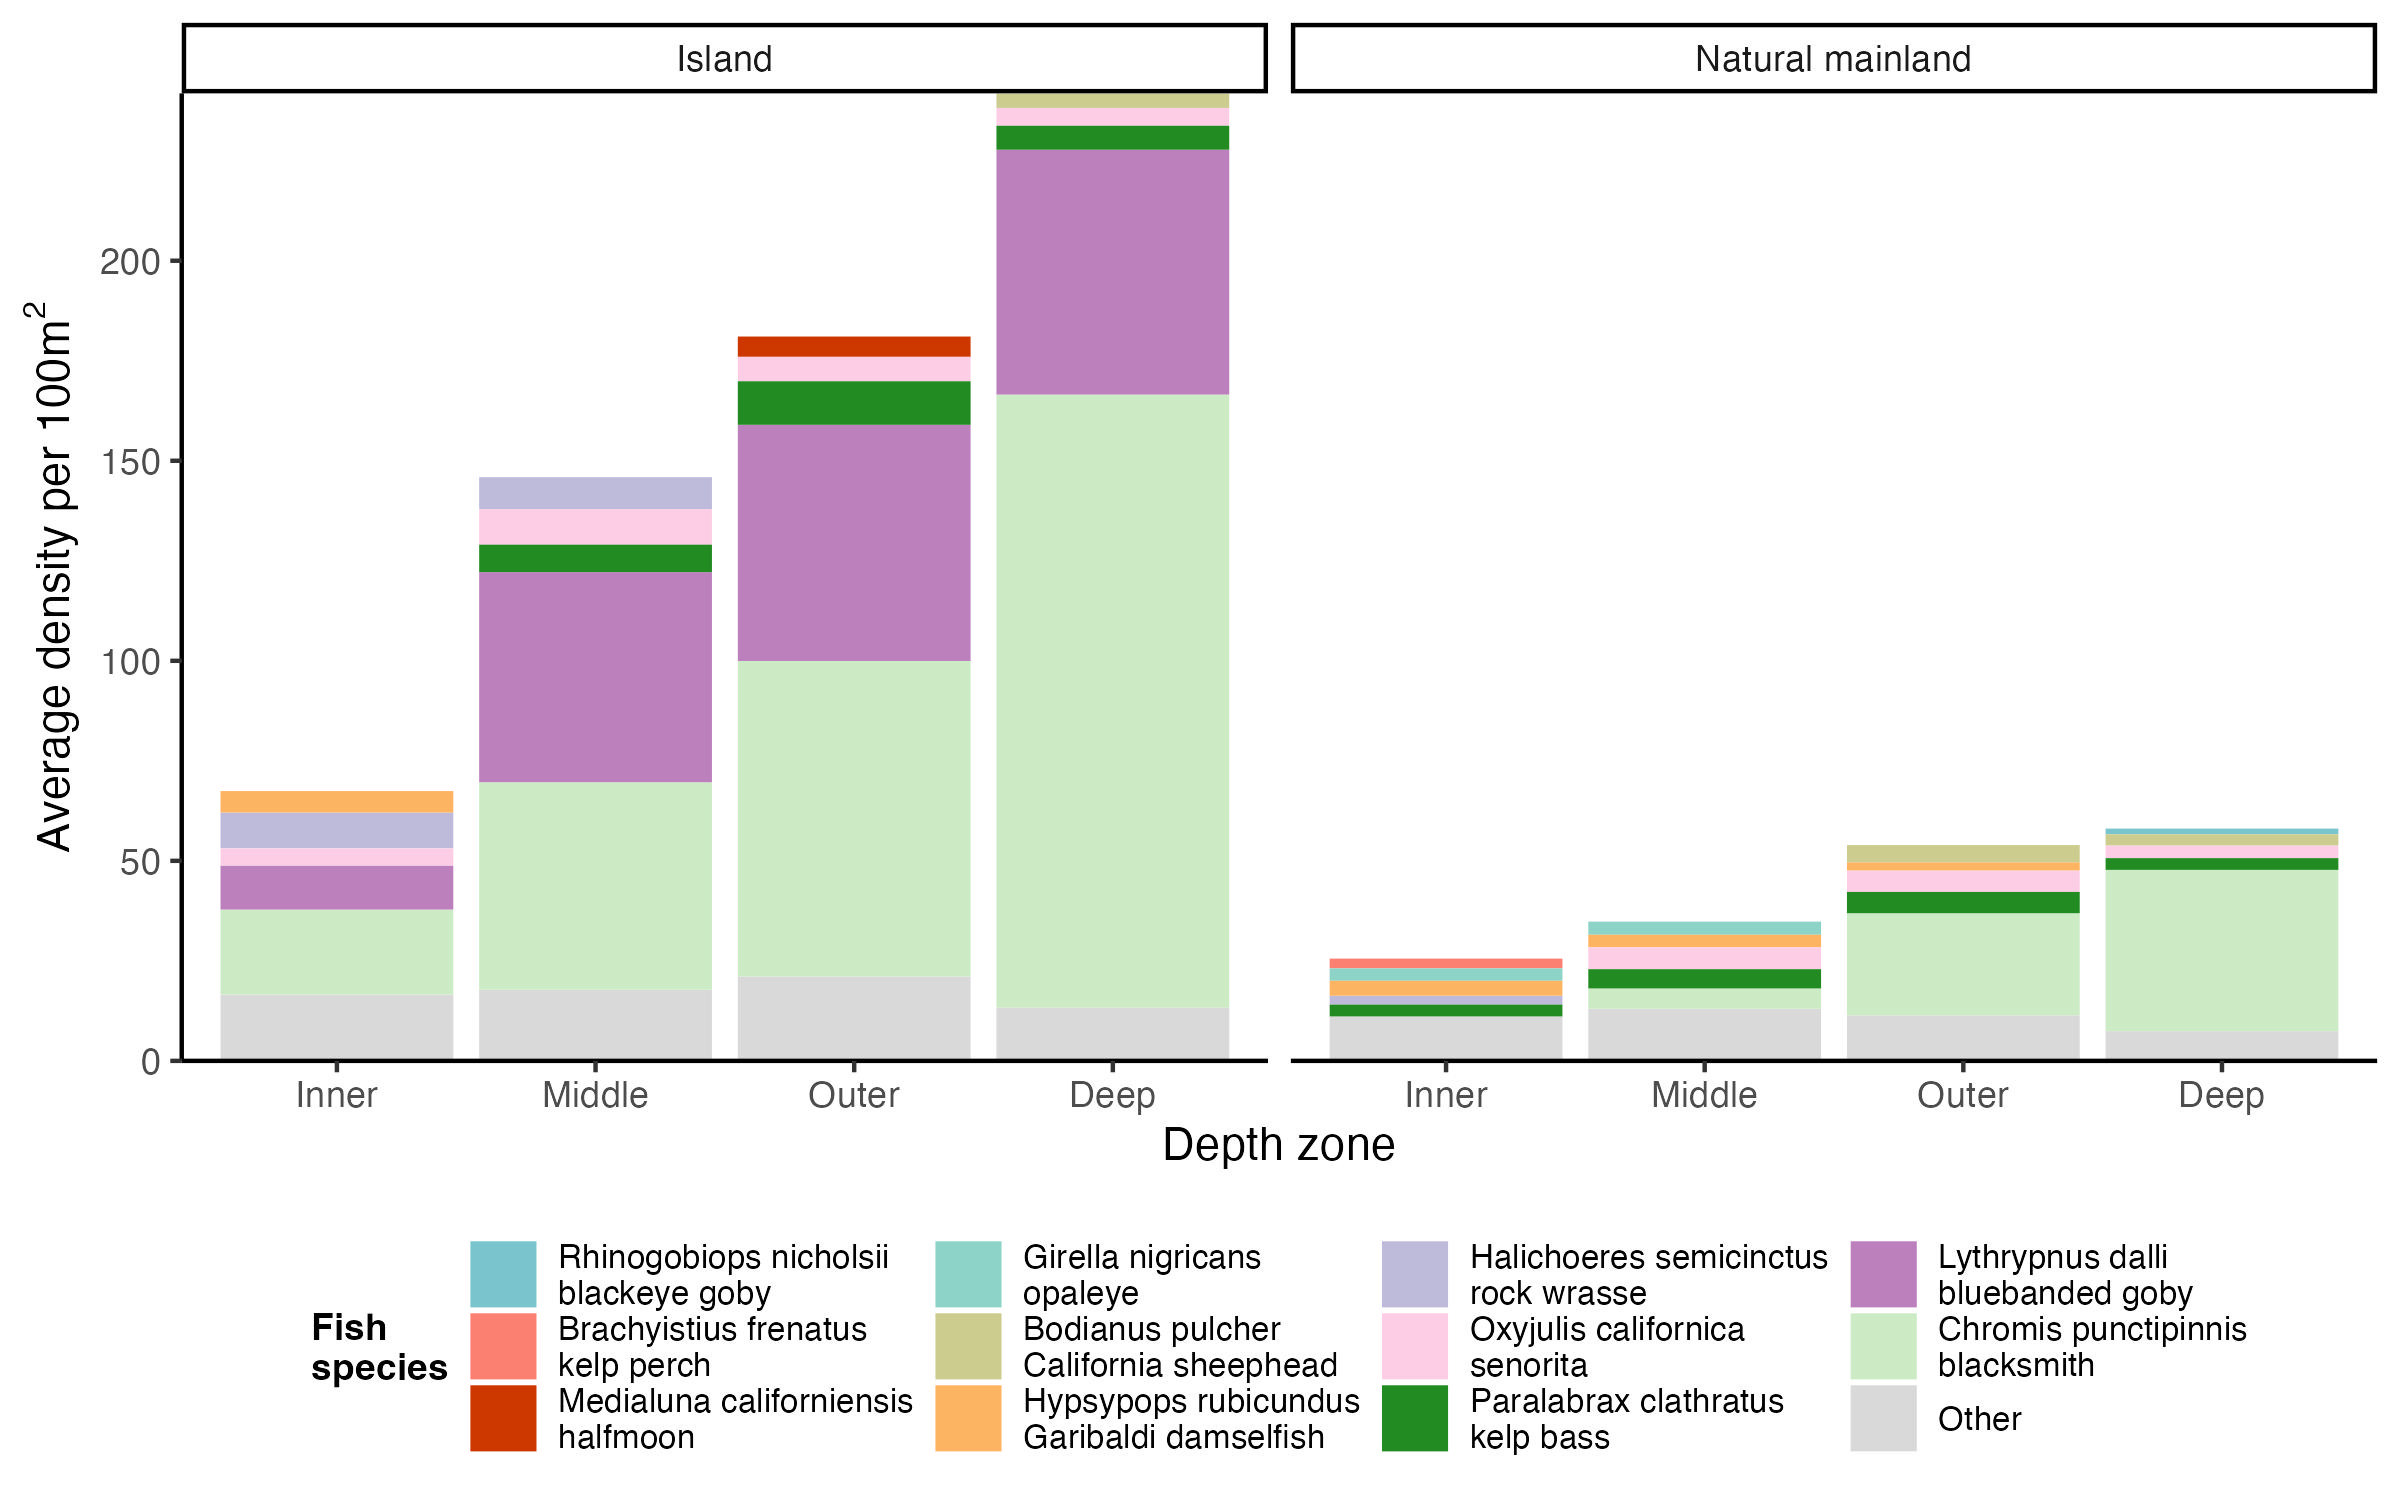 Island
Natural mainland
Average density per 100m²
200
150
100
50
0
Inner
Middle
Outer
Deep
Inner
Middle
Outer
Deep
Depth zone
Fish
species
Rhinogobiops nicholsii
blackeye goby
Brachyistius frenatus
kelp perch
Medialuna californiensis
halfmoon
Girella nigricans
opaleye
Bodianus pulcher
California sheephead
Hypsypops rubicundus
Garibaldi damselfish
Halichoeres semicinctus
rock wrasse
Oxyjulis californica
senorita
Paralabrax clathratus
kelp bass
Lythrypnus dalli
bluebanded goby
Chromis punctipinnis
blacksmith
Other